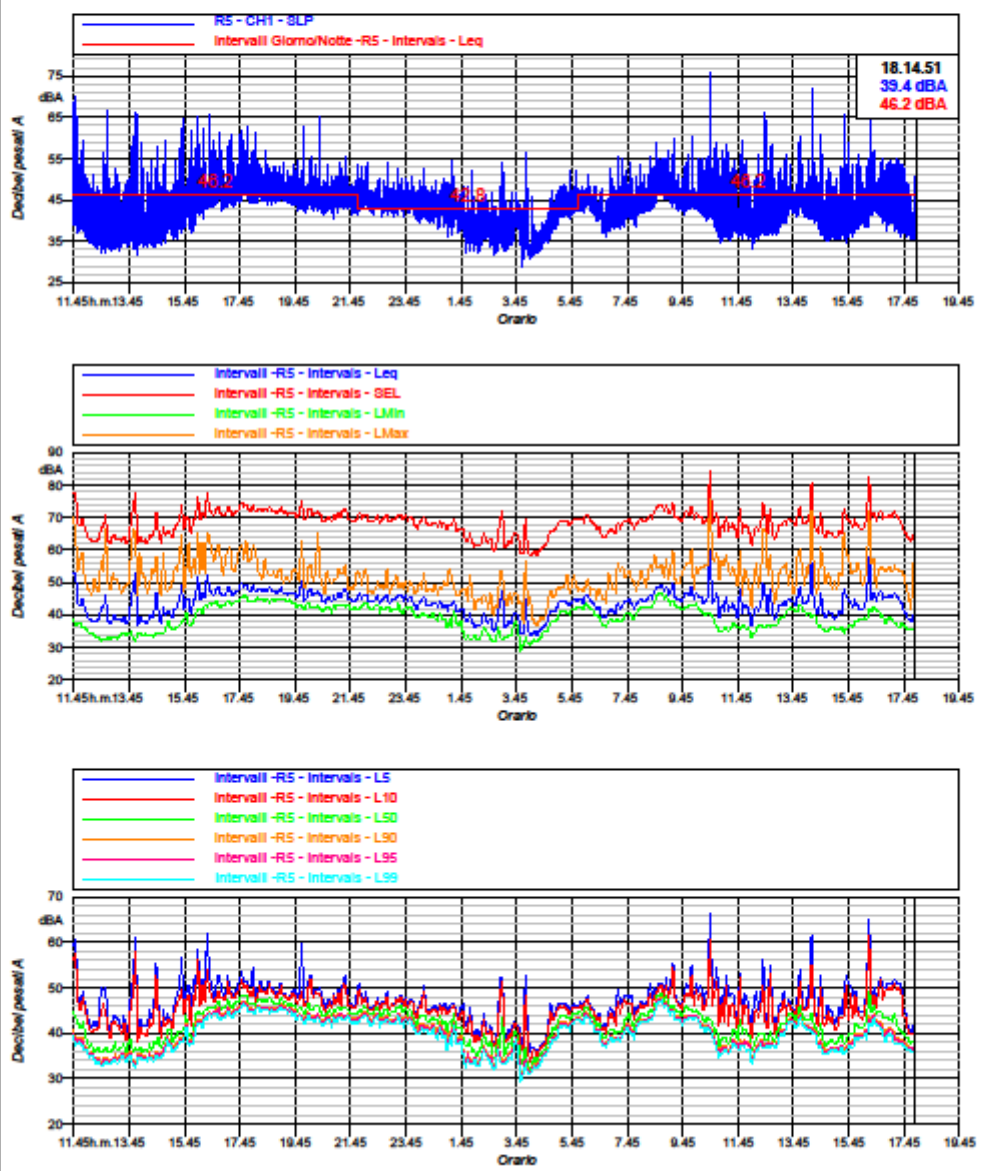 R5 - CH1 - SLP
Intervalli Giorno/Notte -R5 - Intervals - Leq
18.14.51
39.4 dBA
46.2 dBA
75
dBA
65
55
45
35
25
Decibel pesati A
46.2
42.8
46.2
11.45h.m.13.45 15.45 17.45 19.45 21.45 23.45 1.45 3.45 5.45 7.45 9.45 11.45 13.45 15.45 17.45 19.45
Orario
Intervalli -R5 - Intervals - Leq
Intervalli -R5 - Intervals - SEL
Intervalli -R5 - Intervals - LMin
Intervalli -R5 - Intervals - LMax
90
dBA
80
70
60
50
40
30
20
Decibel pesati A
11.45h.m.13.45 15.45 17.45 19.45 21.45 23.45 1.45 3.45 5.45 7.45 9.45 11.45 13.45 15.45 17.45 19.45
Orario
Intervalli -R5 - Intervals - L5
Intervalli -R5 - Intervals - L10
Intervalli -R5 - Intervals - L50
Intervalli -R5 - Intervals - L90
Intervalli -R5 - Intervals - L95
Intervalli -R5 - Intervals - L99
70
dBA
60
50
40
30
20
Decibel pesati A
11.45h.m.13.45 15.45 17.45 19.45 21.45 23.45 1.45 3.45 5.45 7.45 9.45 11.45 13.45 15.45 17.45 19.45
Orario